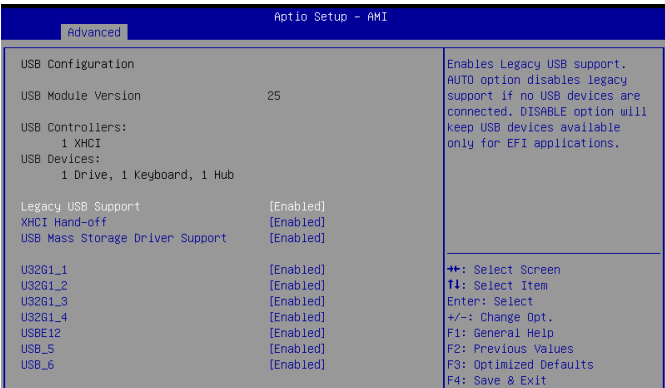 Aptio Setup – AMI
Advanced
USB Configuration
USB Module Version 25
USB Controllers:
1 XHCI
USB Devices:
1 Drive, 1 Keyboard, 1 Hub
Legacy USB Support [Enabled]
XHCI Hand-off [Enabled]
USB Mass Storage Driver Support [Enabled]
U32G1_1 [Enabled]
U32G1_2 [Enabled]
U32G1_3 [Enabled]
U32G1_4 [Enabled]
USBE12 [Enabled]
USB_5 [Enabled]
USB_6 [Enabled]
Enables Legacy USB support.
AUTO option disables legacy
support if no USB devices are
connected. DISABLE option will
keep USB devices available
only for EFI applications.
→←: Select Screen
↑↓: Select Item
Enter: Select
+/-: Change Opt.
F1: General Help
F2: Previous Values
F3: Optimized Defaults
F4: Save & Exit